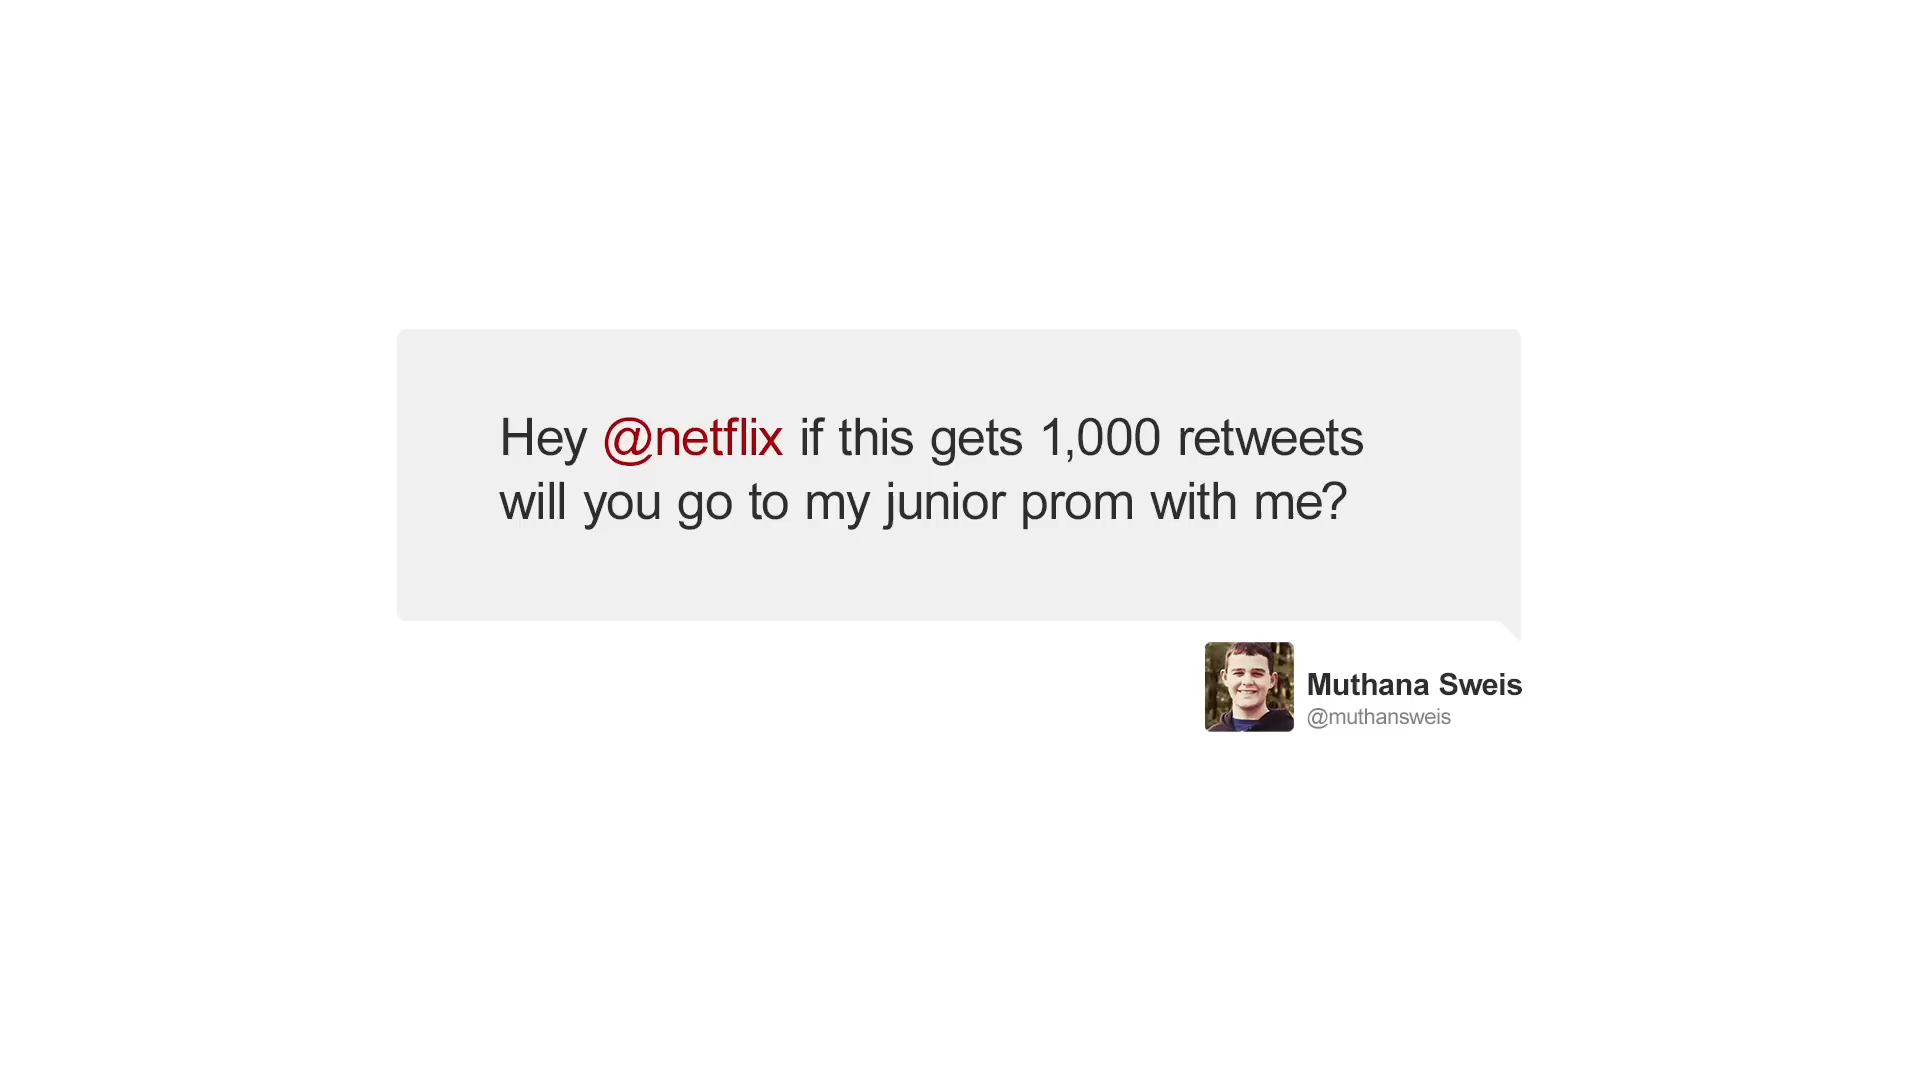 Hey @netflix if this gets 1,000 retweets
will you go to my junior prom with me?
Muthana Sweis
@muthansweis